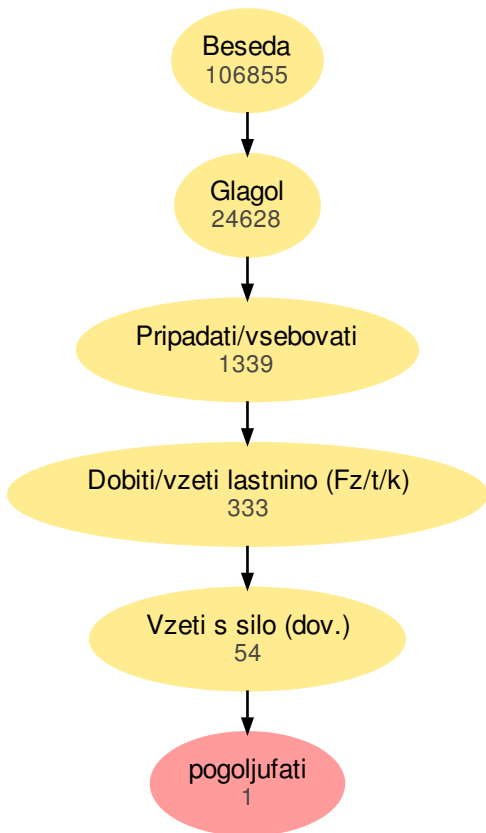 Beseda
106855
Glagol
24628
Pripadati/vsebovati
1339
Dobiti/vzeti lastnino (Fz/t/k)
333
Vzeti s silo (dov.)
54
pogoljufati
1